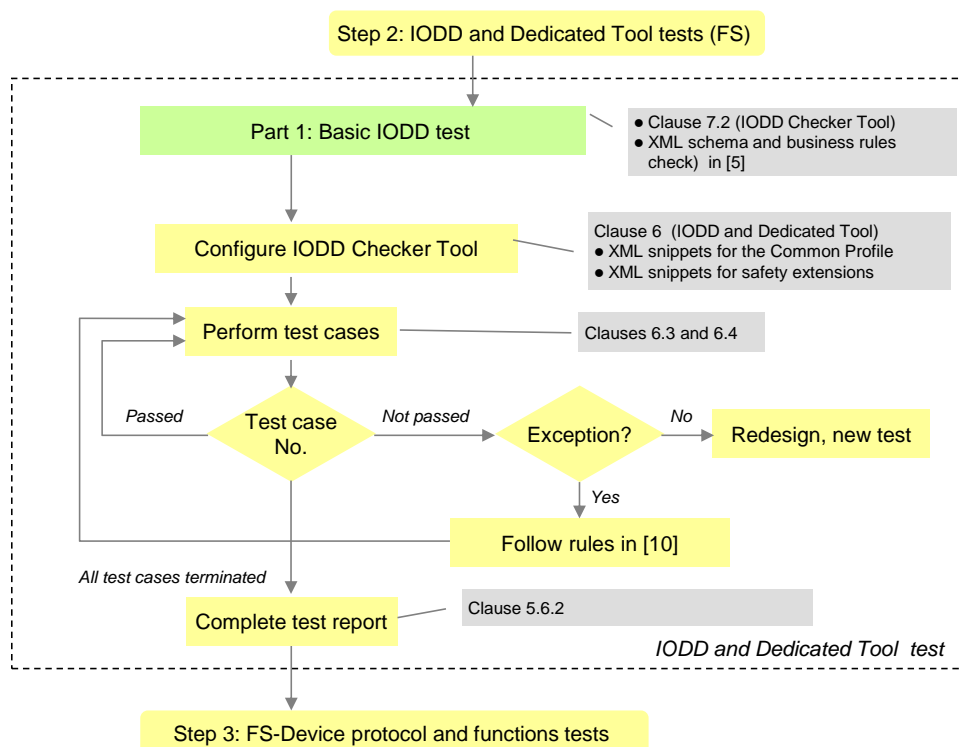 Step 2: IODD and Dedicated Tool tests (FS)
Part 1: Basic IODD test
● Clause 7.2 (IODD Checker Tool)
● XML schema and business rules
check) in [5]
Configure IODD Checker Tool
Clause 6 (IODD and Dedicated Tool)
● XML snippets for the Common Profile
● XML snippets for safety extensions
Perform test cases
Clauses 6.3 and 6.4
Passed
Test case
No.
Not passed
Exception?
No
Redesign, new test
Yes
Follow rules in [10]
All test cases terminated
Complete test report
Clause 5.6.2
IODD and Dedicated Tool test
Step 3: FS-Device protocol and functions tests